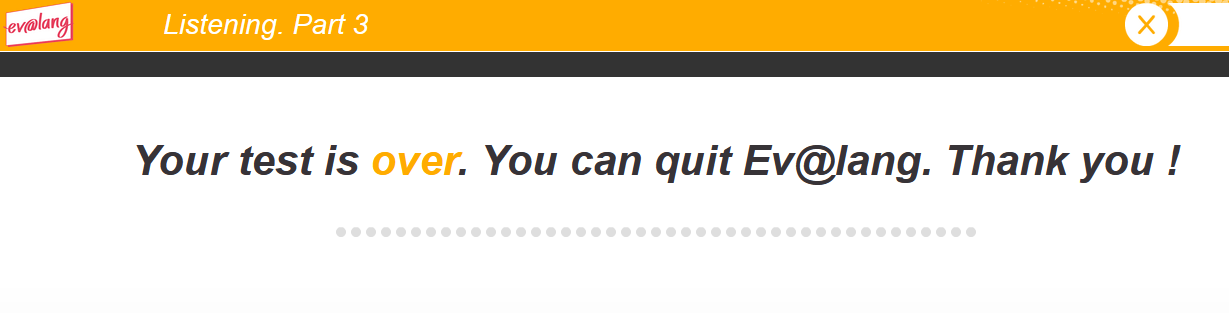 ev@lang
Listening. Part 3
X
Your test is over. You can quit Ev@lang. Thank you !